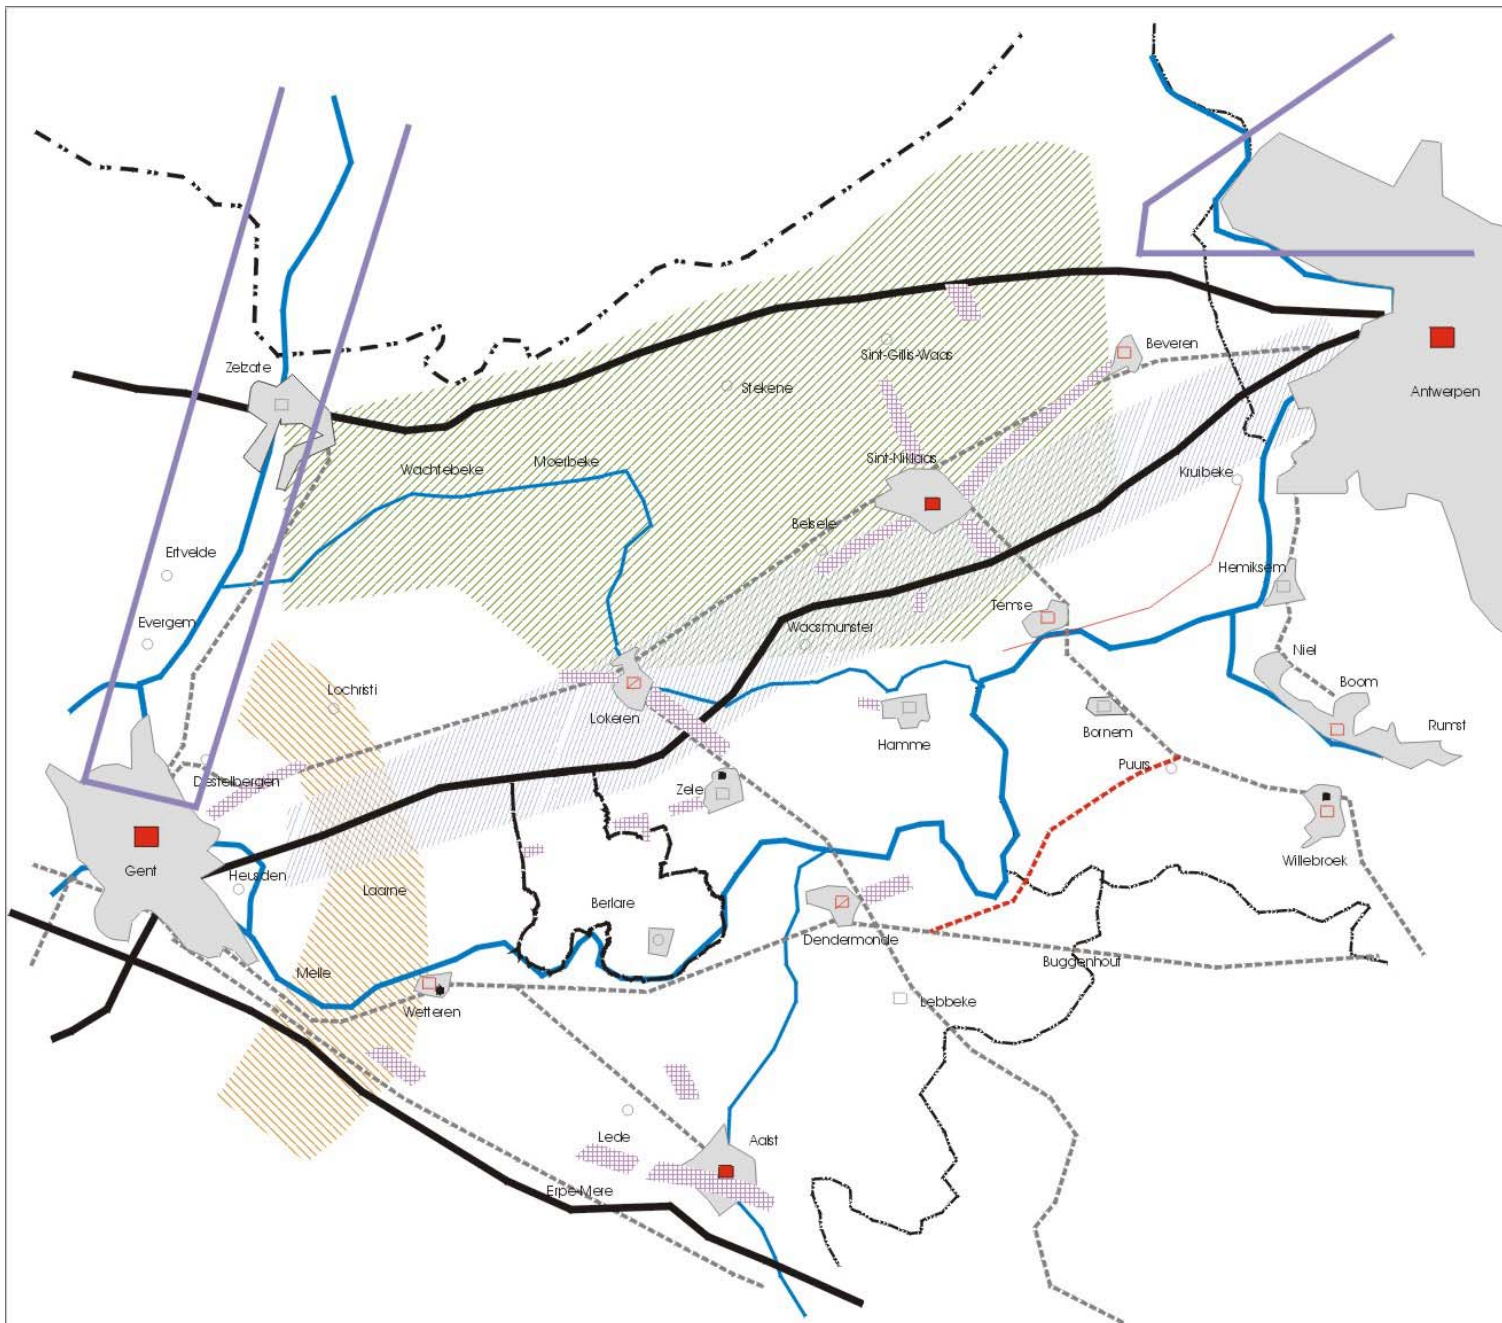 Sint-Gillis-Waas
Beveren
Zelzate
Stekene
Antwerpen
Sint-Niklaas
Moerbeke
Wachtebeke
Kruibeke
Belsele
Ertvelde
Hemiksem
Temse
Evergem
Waasmunster
Niel
Lochristi
Boom
Lokeren
Rumst
Hamme
Bornem
Puurs
Destelbergen
Zele
Willebroek
Gent
Heusden
Laarne
Berlare
Dendermonde
Buggenhout
Melle
Wetteren
Lebbeke
Lede
Aalst
Erpe-Mere